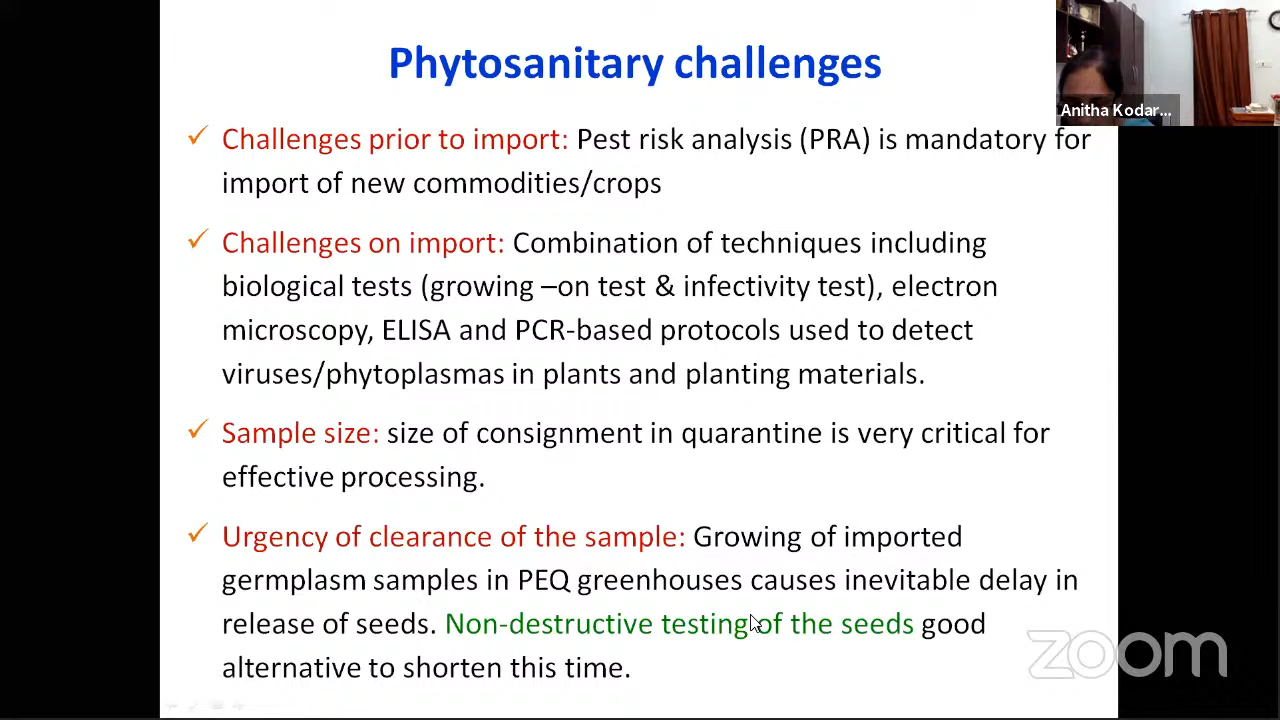 Phytosanitary challenges
Anitha Kodar...
✓ Challenges prior to import: Pest risk analysis (PRA) is mandatory for
import of new commodities/crops
✓ Challenges on import: Combination of techniques including
biological tests (growing –on test & infectivity test), electron
microscopy, ELISA and PCR-based protocols used to detect
viruses/phytoplasmas in plants and planting materials.
✓ Sample size: size of consignment in quarantine is very critical for
effective processing.
✓ Urgency of clearance of the sample: Growing of imported
germplasm samples in PEQ greenhouses causes inevitable delay in
release of seeds. Non-destructive testing of the seeds good
alternative to shorten this time.
zoom